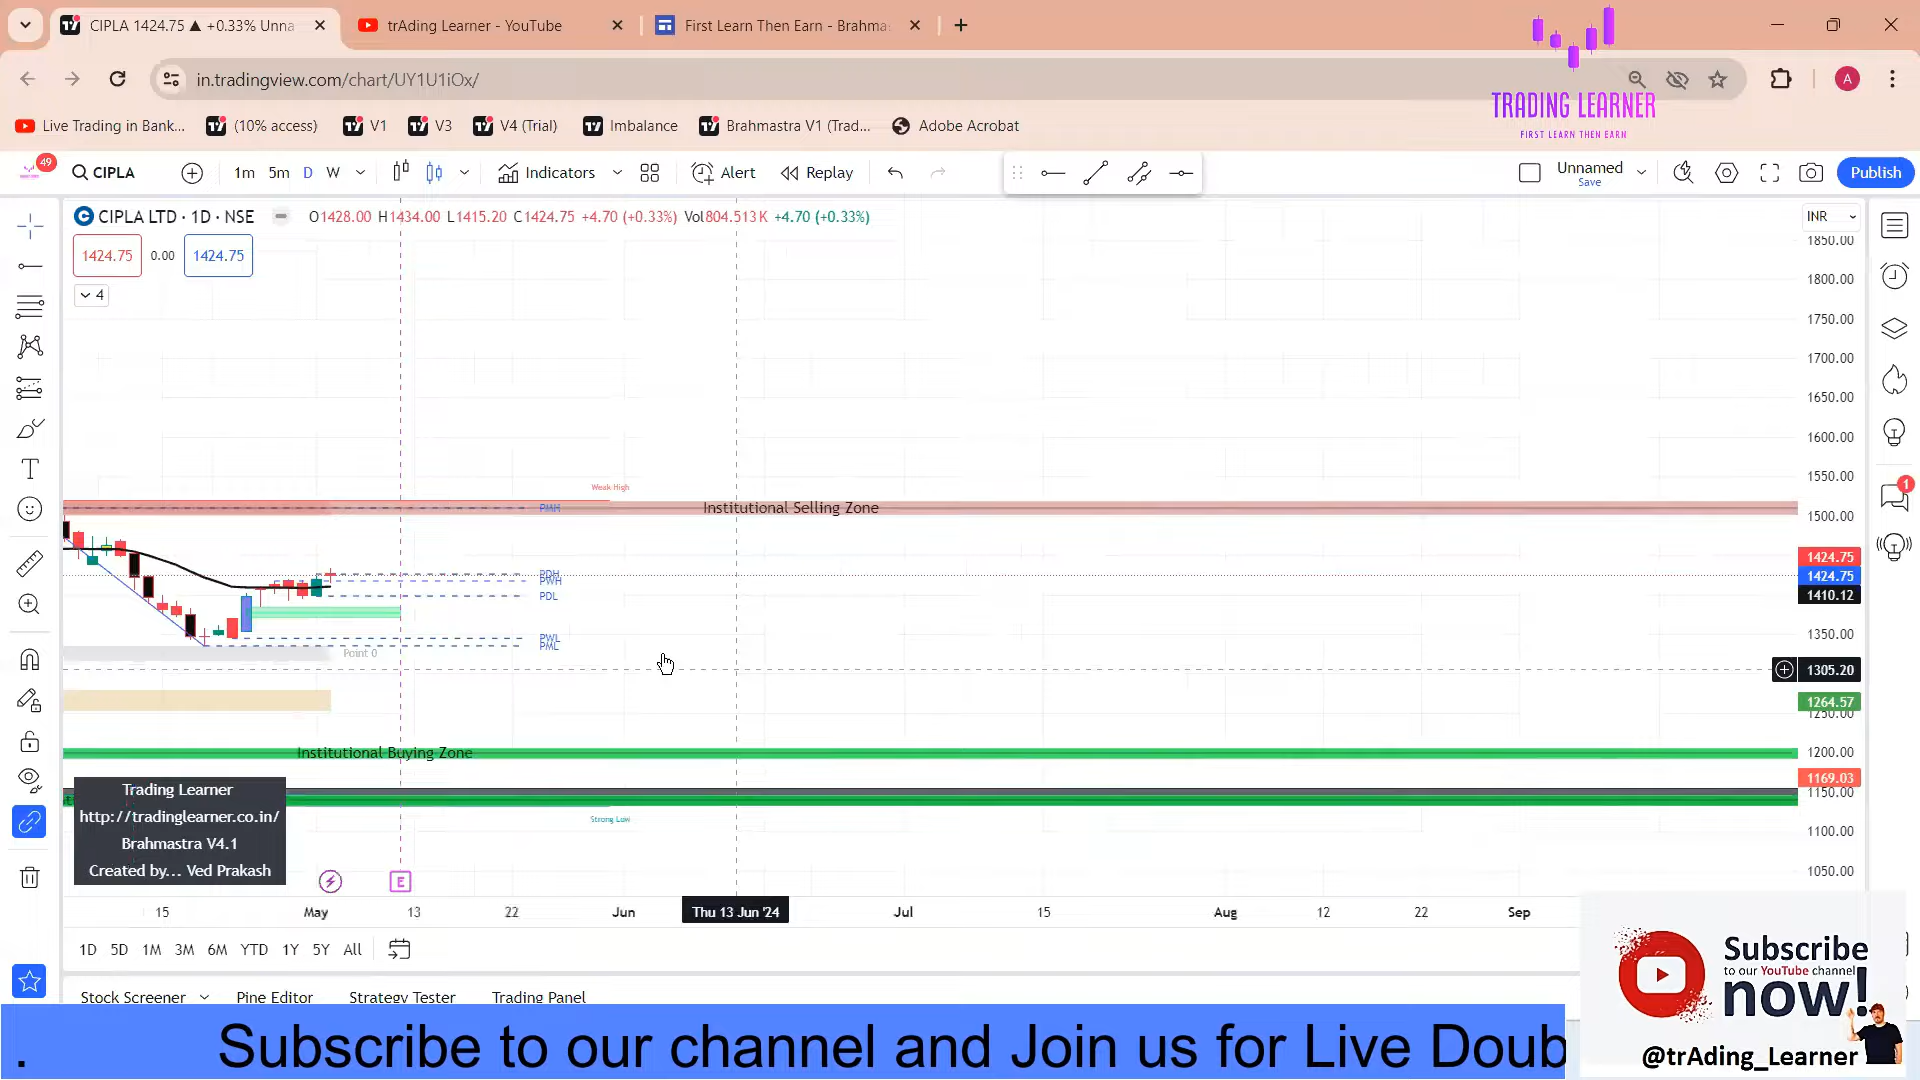 CIPLA 1424.75 ▲ +0.33% Unna
trAding Learner - YouTube
First Learn Then Earn - Brahma
in.tradingview.com/chart/UY1U1iOx/
TRADING LEARNER
FIRST LEARN THEN EARN
A
Live Trading in Bank...
(10% access)
V1
V3
V4 (Trial)
Imbalance
Brahmastra V1 (Trad...
Adobe Acrobat
49
CIPLA
1m
5m
D
W
Indicators
Alert
Replay
Unnamed
Save
Publish
CIPLA LTD · 1D · NSE
O1428.00 H1434.00 L1415.20 C1424.75 +4.70 (+0.33%) Vol804.513K +4.70 (+0.33%)
INR
1424.75
0.00
1424.75
4
1850.00
1800.00
1750.00
1700.00
1650.00
1600.00
1550.00
Weak High
PMH
Institutional Selling Zone
1500.00
1
1424.75
PDH
1424.75
PWH
PDL
1410.12
1350.00
PWL
PML
Point 0
1305.20
1264.57
1250.00
Institutional Buying Zone
1200.00
1169.03
1150.00
Strong Low
1100.00
1050.00
Trading Learner
http://tradinglearner.co.in/
Brahmastra V4.1
Created by... Ved Prakash
E
15
May
13
22
Jun
Thu 13 Jun '24
Jul
15
Aug
12
22
Sep
1D
5D
1M
3M
6M
YTD
1Y
5Y
All
Stock Screener
Pine Editor
Strategy Tester
Trading Panel
Subscribe
to our YouTube channel
now!
@trAding_Learner
. Subscribe to our channel and Join us for Live Doub